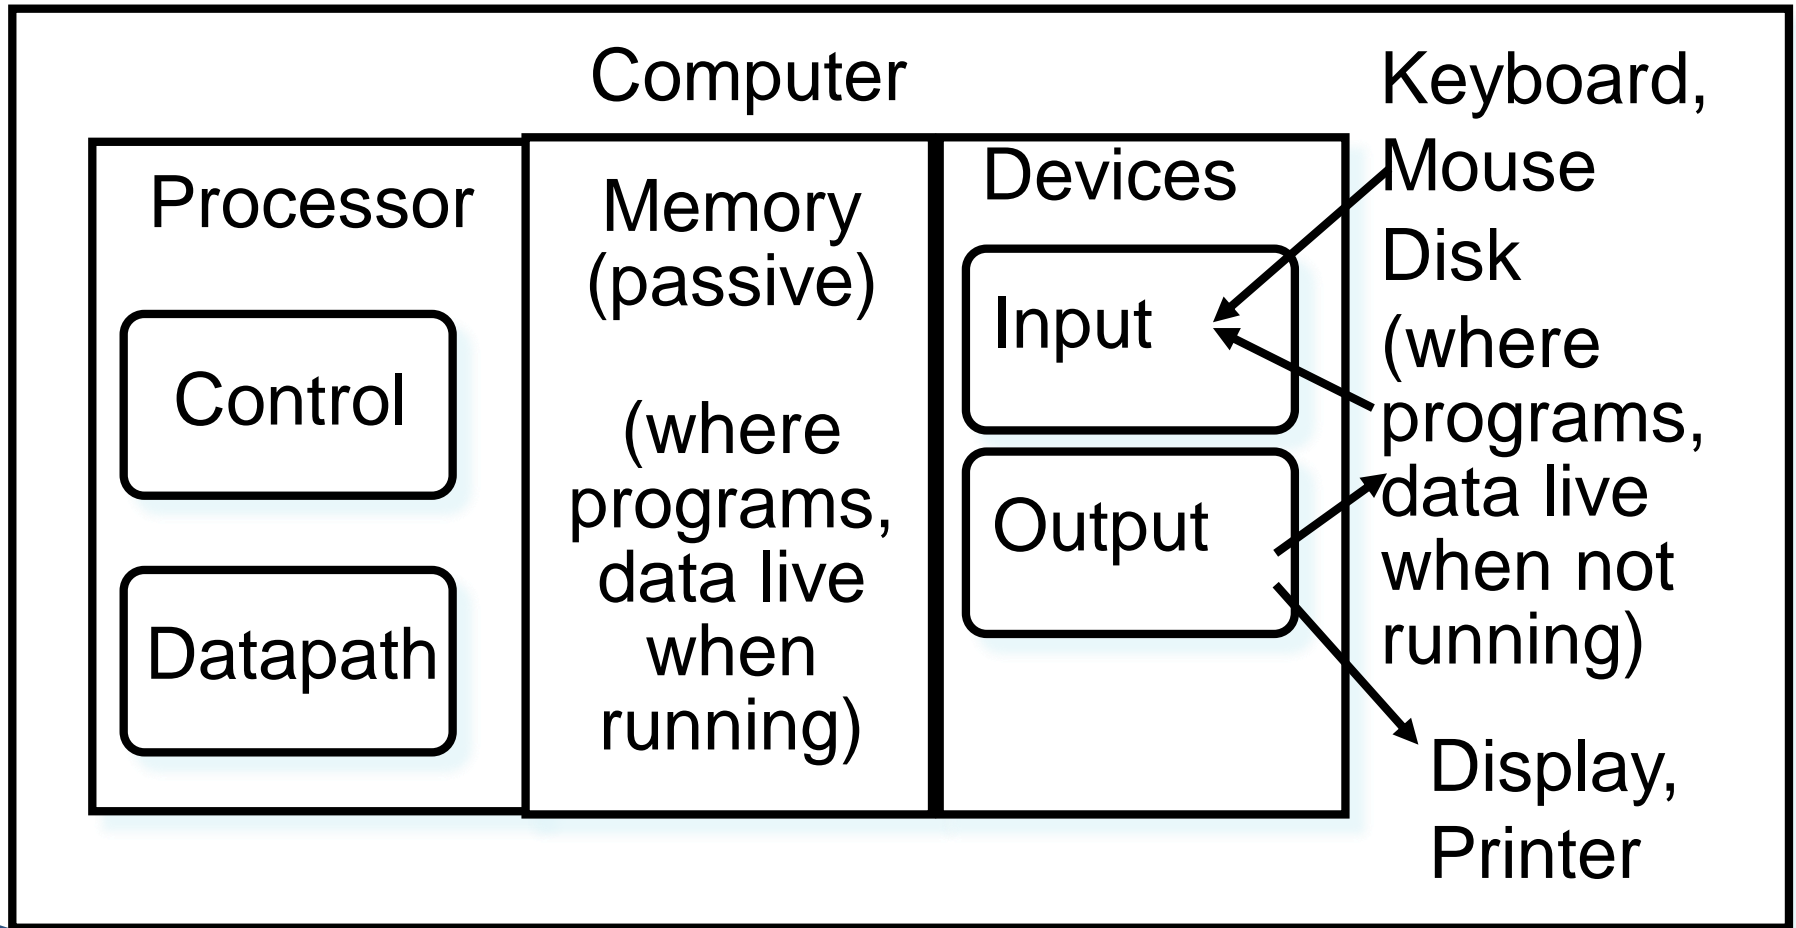 Computer
Processor
Control
Datapath
Memory
(passive)
(where
programs,
data live
when
running)
Devices
Input
Output
Keyboard,
Mouse
Disk
(where
programs,
data live
when not
running)
Display,
Printer